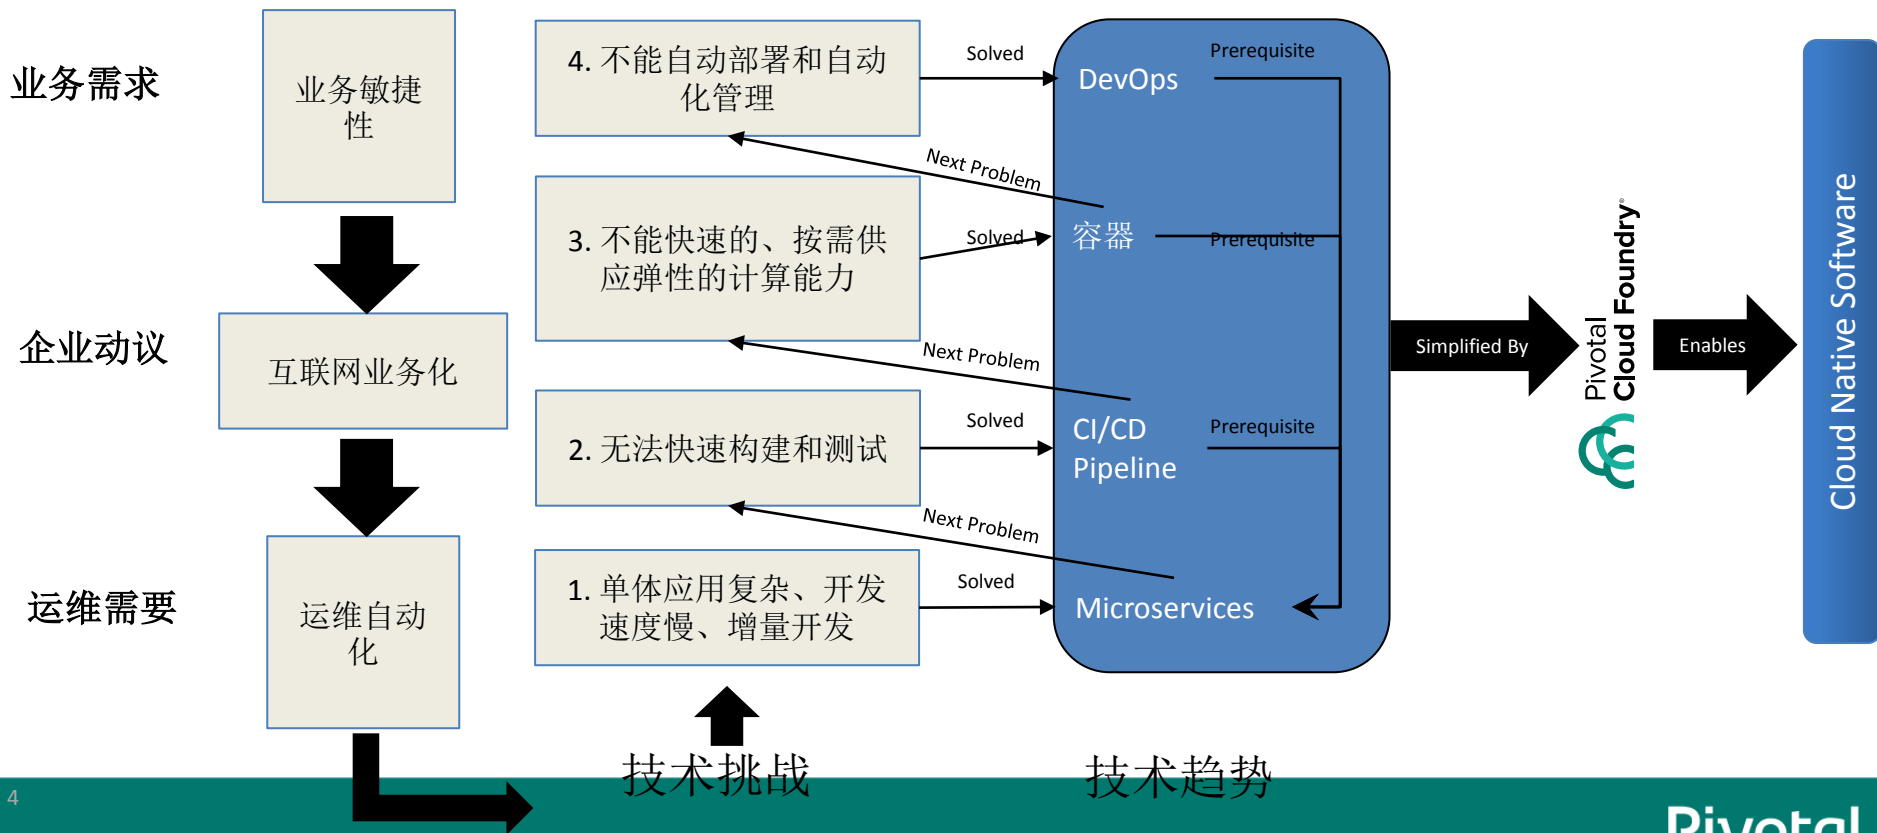 业务需求
业务敏捷
性
企业动议
互联网业务化
运维需要
运维自动
化
4. 不能自动部署和自动
化管理
Solved
DevOps
Prerequisite
Next Problem
3. 不能快速的、按需供
应弹性的计算能力
Solved
容器
Prerequisite
Next Problem
2. 无法快速构建和测试
Solved
CI/CD
Pipeline
Prerequisite
Next Problem
1. 单体应用复杂、开发
速度慢、增量开发
Solved
Microservices
技术挑战
技术趋势
Simplified By
Pivotal
Cloud Foundry®
Enables
Cloud Native Software
4
Pivotal